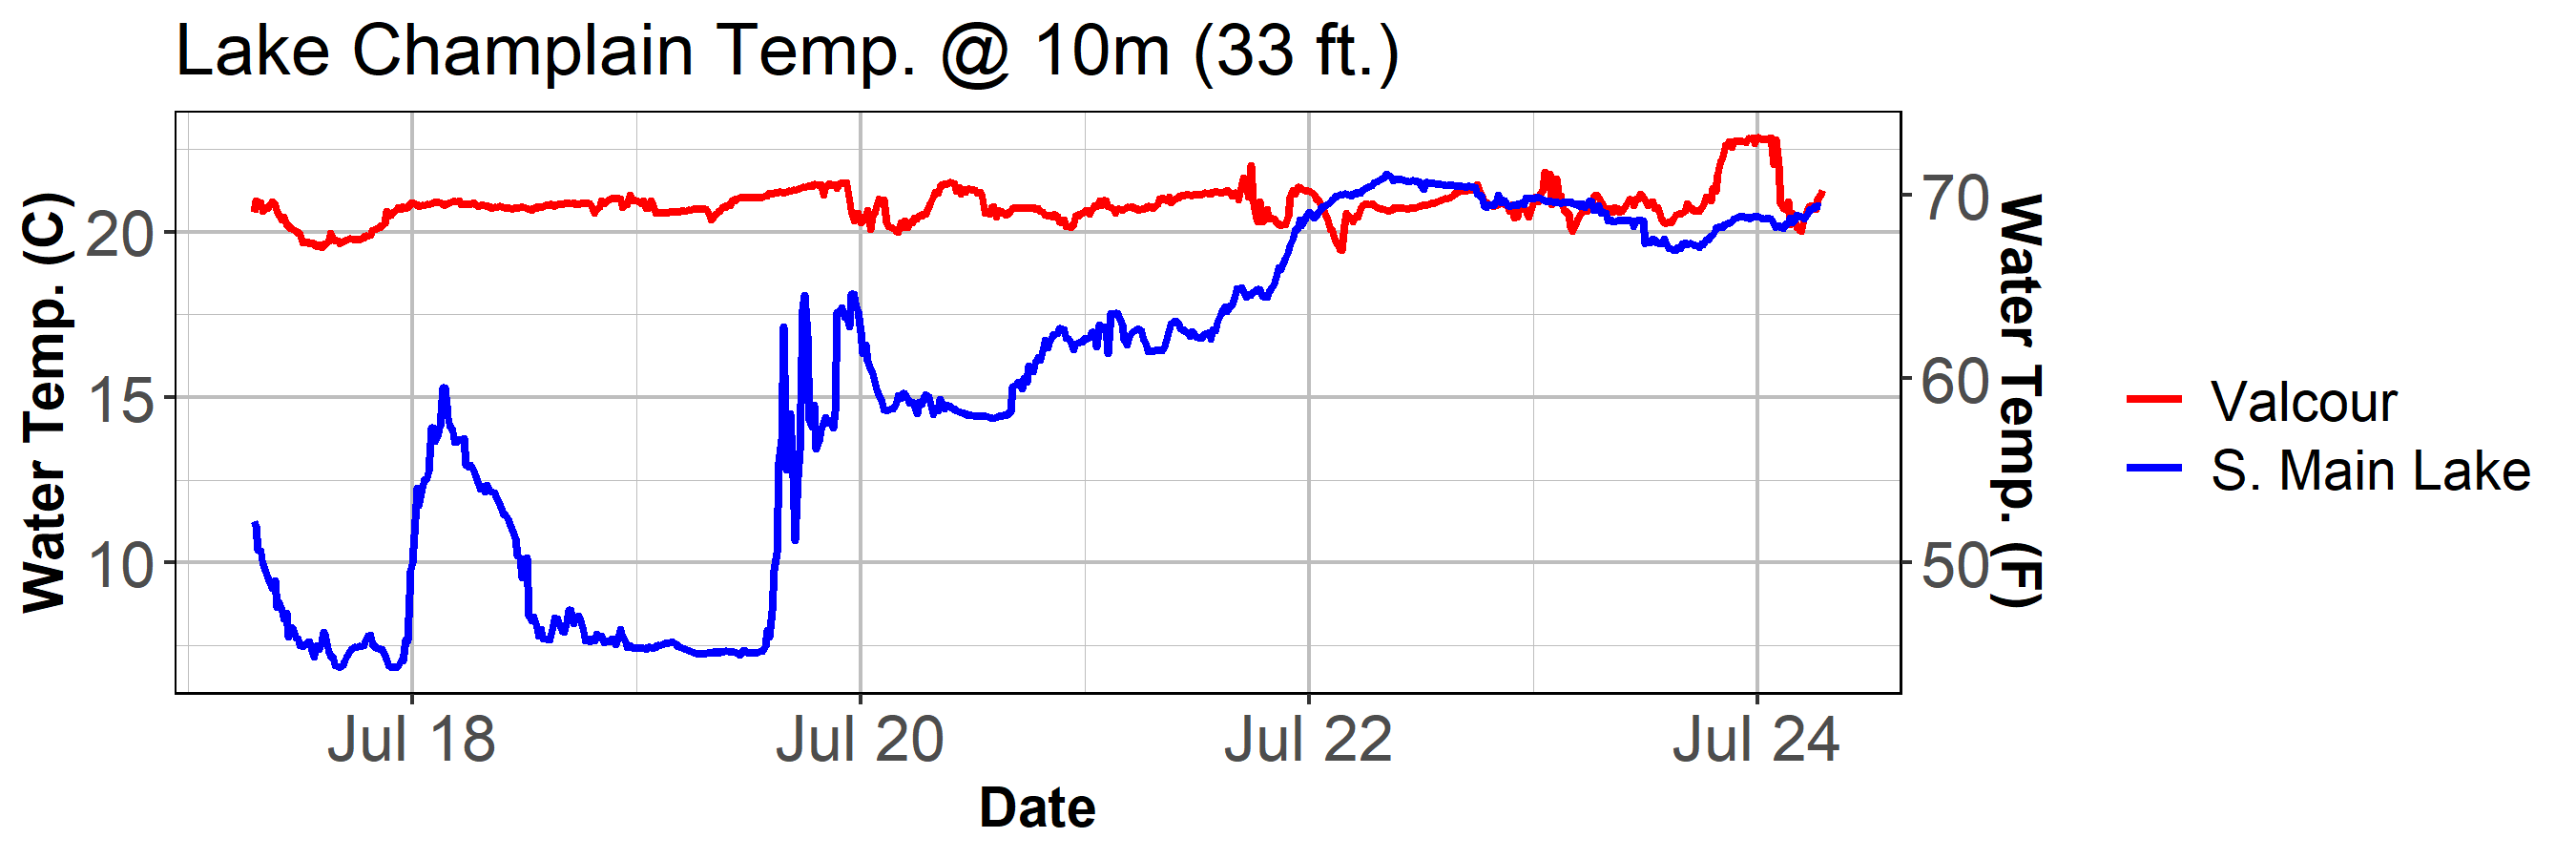 Lake Champlain Temp. @ 10m (33 ft.)
Water Temp. (C)
20
15
10
70
60
50
Water Temp. (F)
Jul 18
Jul 20
Jul 22
Jul 24
Date
Valcour
S. Main Lake